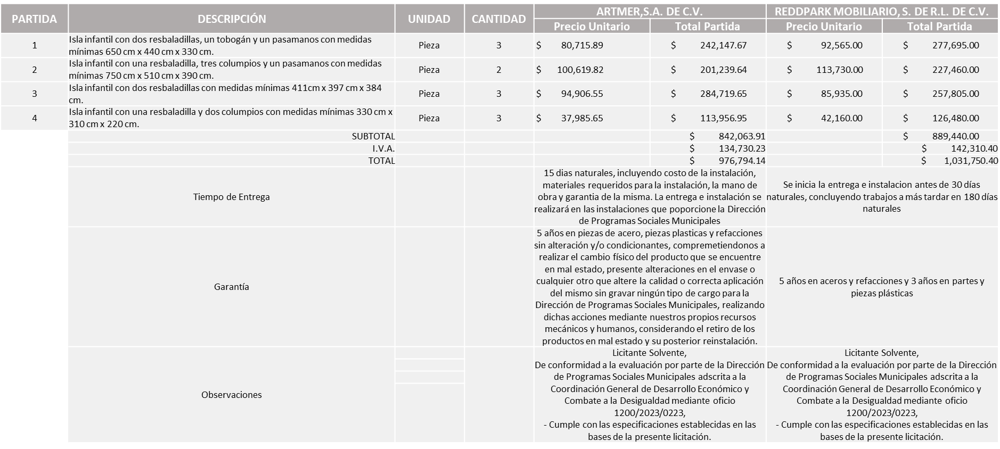 PARTIDA DESCRIPCIÓN UNIDAD CANTIDAD ARTMER,S.A. DE C.V. REDDPARK MOBILIARIO, S. DE R.L. DE C.V.
Precio Unitario Total Partida Precio Unitario Total Partida
1 Isla infantil con dos resbaladillas, un tobogán y un pasamanos con medidas
mínimas 650 cm x 440 cm x 330 cm. Pieza 3 $ 80,715.89 $ 242,147.67 $ 92,565.00 $ 277,695.00
2 Isla infantil con una resbaladilla, tres columpios y un pasamanos con medidas
mínimas 750 cm x 510 cm x 390 cm. Pieza 2 $ 100,619.82 $ 201,239.64 $ 113,730.00 $ 227,460.00
3 Isla infantil con dos resbaladillas con medidas mínimas 411cm x 397 cm x 384
cm. Pieza 3 $ 94,906.55 $ 284,719.65 $ 85,935.00 $ 257,805.00
4 Isla infantil con una resbaladilla y dos columpios con medidas mínimas 330 cm x
310 cm x 220 cm. Pieza 3 $ 37,985.65 $ 113,956.95 $ 42,160.00 $ 126,480.00
SUBTOTAL $ 842,063.91 $ 889,440.00
I.V.A. $ 134,730.23 $ 142,310.40
TOTAL $ 976,794.14 $ 1,031,750.40
Tiempo de Entrega
15 dias naturales, incluyendo costo de la instalación,
materiales requeridos para la instalación, la mano de
obra y garantia de la misma. La entrega e instalación se
realizará en las instalaciones que poporcione la Dirección
de Programas Sociales Municipales
Se inicia la entrega e instalacion antes de 30 días
naturales, concluyendo trabajos a más tardar en 180 días
naturales
Garantía
5 años en piezas de acero, piezas plasticas y refacciones
sin alteración y/o condicionantes, compremetiendonos a
realizar el cambio físico del producto que se encuentre
en mal estado, presente alteraciones en el envase o
cualquier otro que altere la calidad o correcta aplicación
del mismo sin gravar ningún tipo de cargo para la
Dirección de Programas Sociales Municipales, realizando
dichas acciones mediante nuestros propios recursos
mecánicos y humanos, considerando el retiro de los
productos en mal estado y su posterior reinstalación.
5 años en aceros y refacciones y 3 años en partes y
piezas plásticas
Observaciones
Licitante Solvente,
De conformidad a la evaluación por parte de la Dirección
de Programas Sociales Municipales adscrita a la
Coordinación General de Desarrollo Económico y
Combate a la Desigualdad mediante oficio
1200/2023/0223,
- Cumple con las especificaciones establecidas en las
bases de la presente licitación.
Licitante Solvente,
De conformidad a la evaluación por parte de la Dirección
de Programas Sociales Municipales adscrita a la
Coordinación General de Desarrollo Económico y
Combate a la Desigualdad mediante oficio
1200/2023/0223,
- Cumple con las especificaciones establecidas en las
bases de la presente licitación.